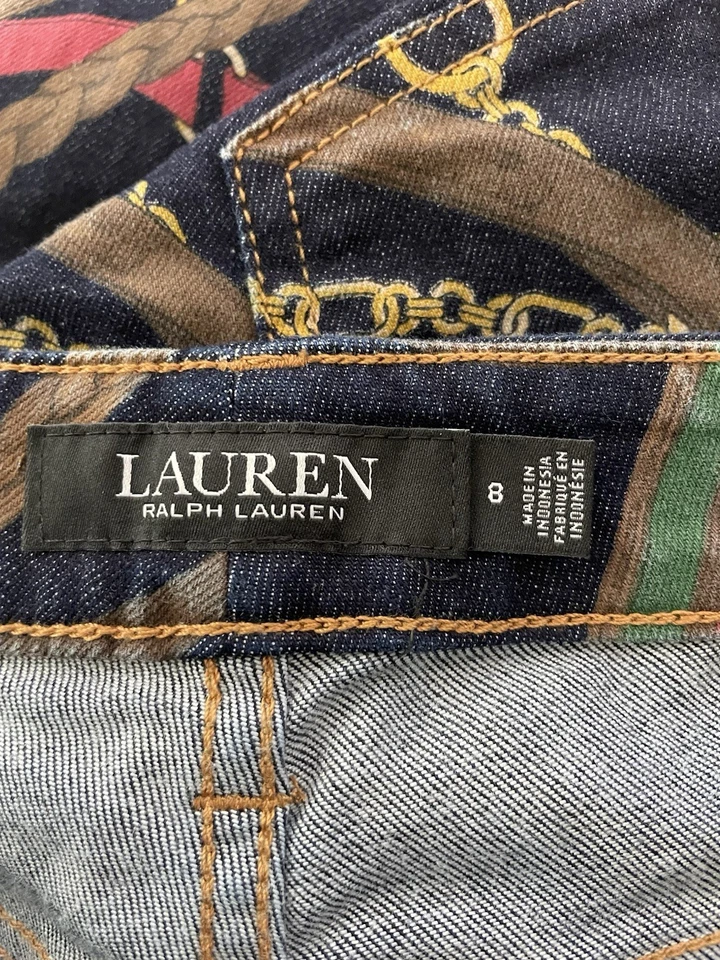 LAUREN
RALPH LAUREN
8
MADE IN
INDONESIA
FABRIQUÉ EN
INDONÉSIE